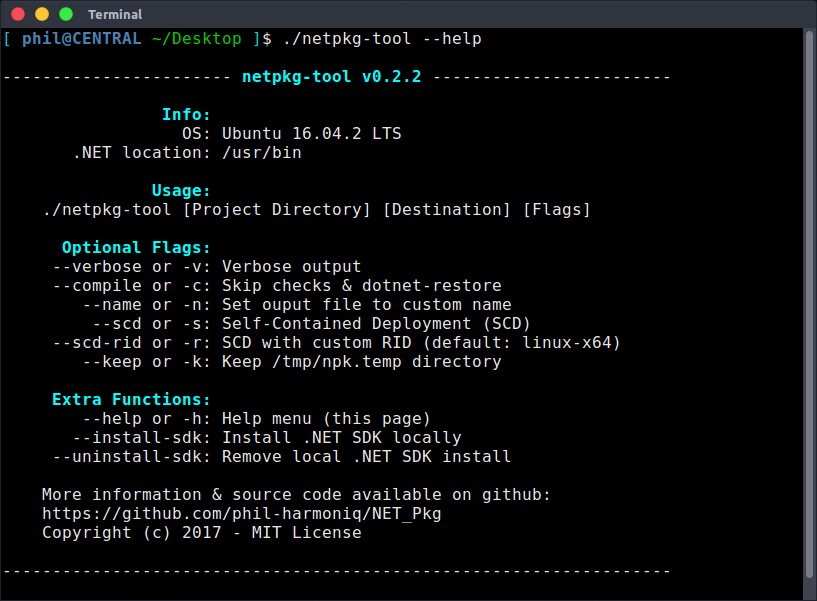 Terminal
[ phil@CENTRAL ~/Desktop ]$ ./netpkg-tool --help
----------------------- netpkg-tool v0.2.2 ------------------------
Info:
OS: Ubuntu 16.04.2 LTS
.NET location: /usr/bin
Usage:
./netpkg-tool [Project Directory] [Destination] [Flags]
Optional Flags:
--verbose or -v: Verbose output
--compile or -c: Skip checks & dotnet-restore
--name or -n: Set ouput file to custom name
--scd or -s: Self-Contained Deployment (SCD)
--scd-rid or -r: SCD with custom RID (default: linux-x64)
--keep or -k: Keep /tmp/npk.temp directory
Extra Functions:
--help or -h: Help menu (this page)
--install-sdk: Install .NET SDK locally
--uninstall-sdk: Remove local .NET SDK install
More information & source code available on github:
https://github.com/phil-harmoniq/NET_Pkg
Copyright (c) 2017 - MIT License
-------------------------------------------------------------------